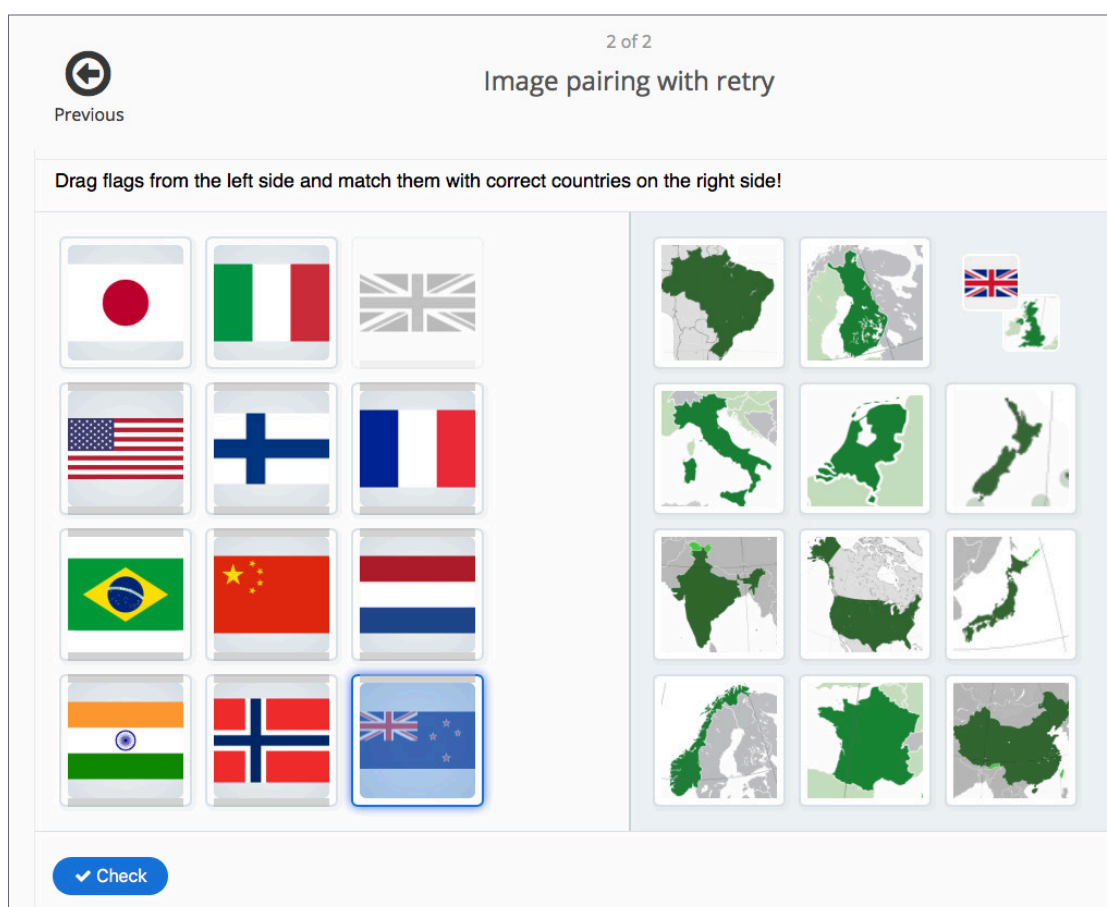 2 of 2
Image pairing with retry
Previous
Drag flags from the left side and match them with correct countries on the right side!
Check